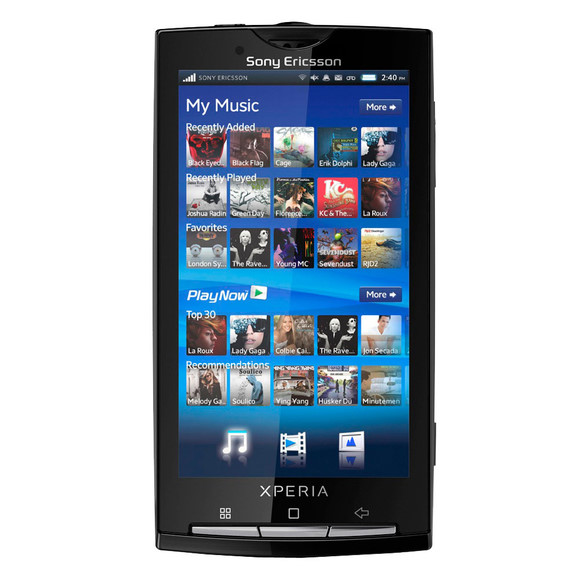 Sony Ericsson
SONY ERICSSON 2:40 PM
My Music More
Recently Added
Black Eyed... Black Flag Cage Erik Dolphi Lady Gaga
Recently Played
Joshua Radin Green Day Florence... KC & The... La Roux
Favorites
London Sy... The Rave... Young MC Sevendust RJD2
PlayNow More
Top 30
La Roux Lady Gaga Colbie Cai... The Rave... Jon Secada
Recommendations
Melody Ga... Soulico Ying Yang Hüsker Dü Minutemen
XPERIA